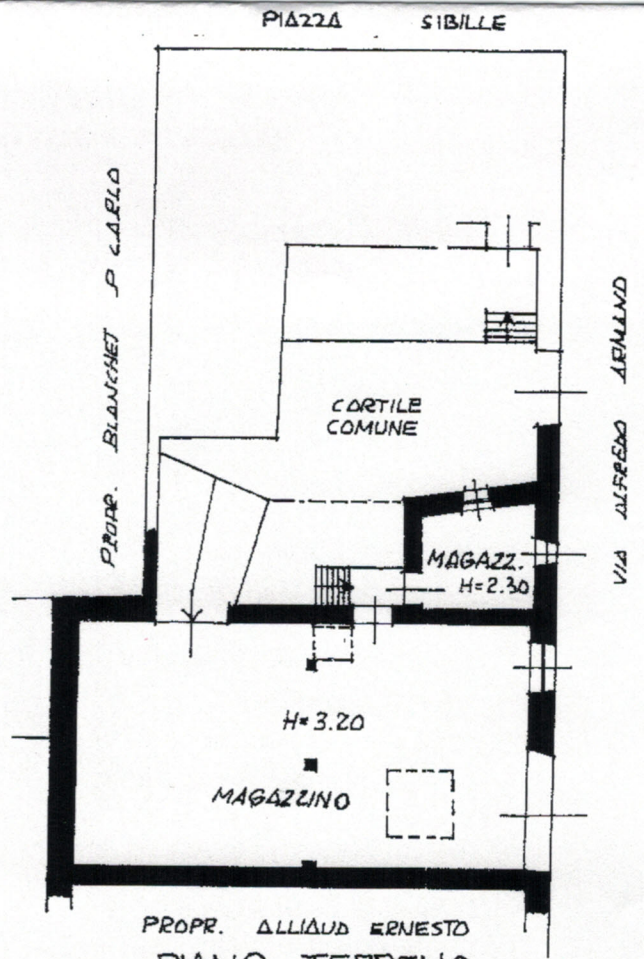 PIAZZA SIBILLE
PROPR. BLANCHET P CARLO
VIA ALFREDO ARMAND
CORTILE
COMUNE
MAGAZZ.
H=2.30
H=3.20
MAGAZZINO
PROPR. ALLIAUD ERNESTO
PIANO